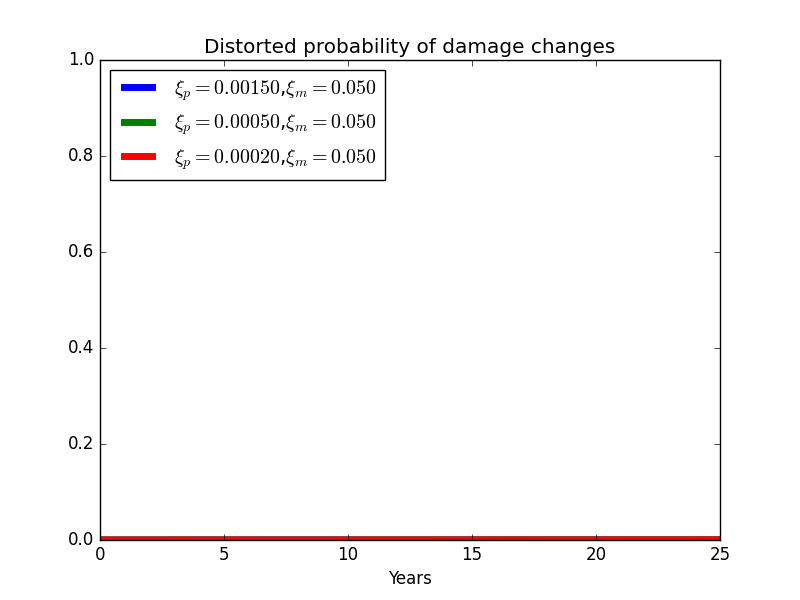 Distorted probability of damage changes
1.0
ξₚ = 0.00150,ξₘ = 0.050
ξₚ = 0.00050,ξₘ = 0.050
0.8
ξₚ = 0.00020,ξₘ = 0.050
0.6
0.4
0.2
0.0
0 5 10 15 20 25
Years